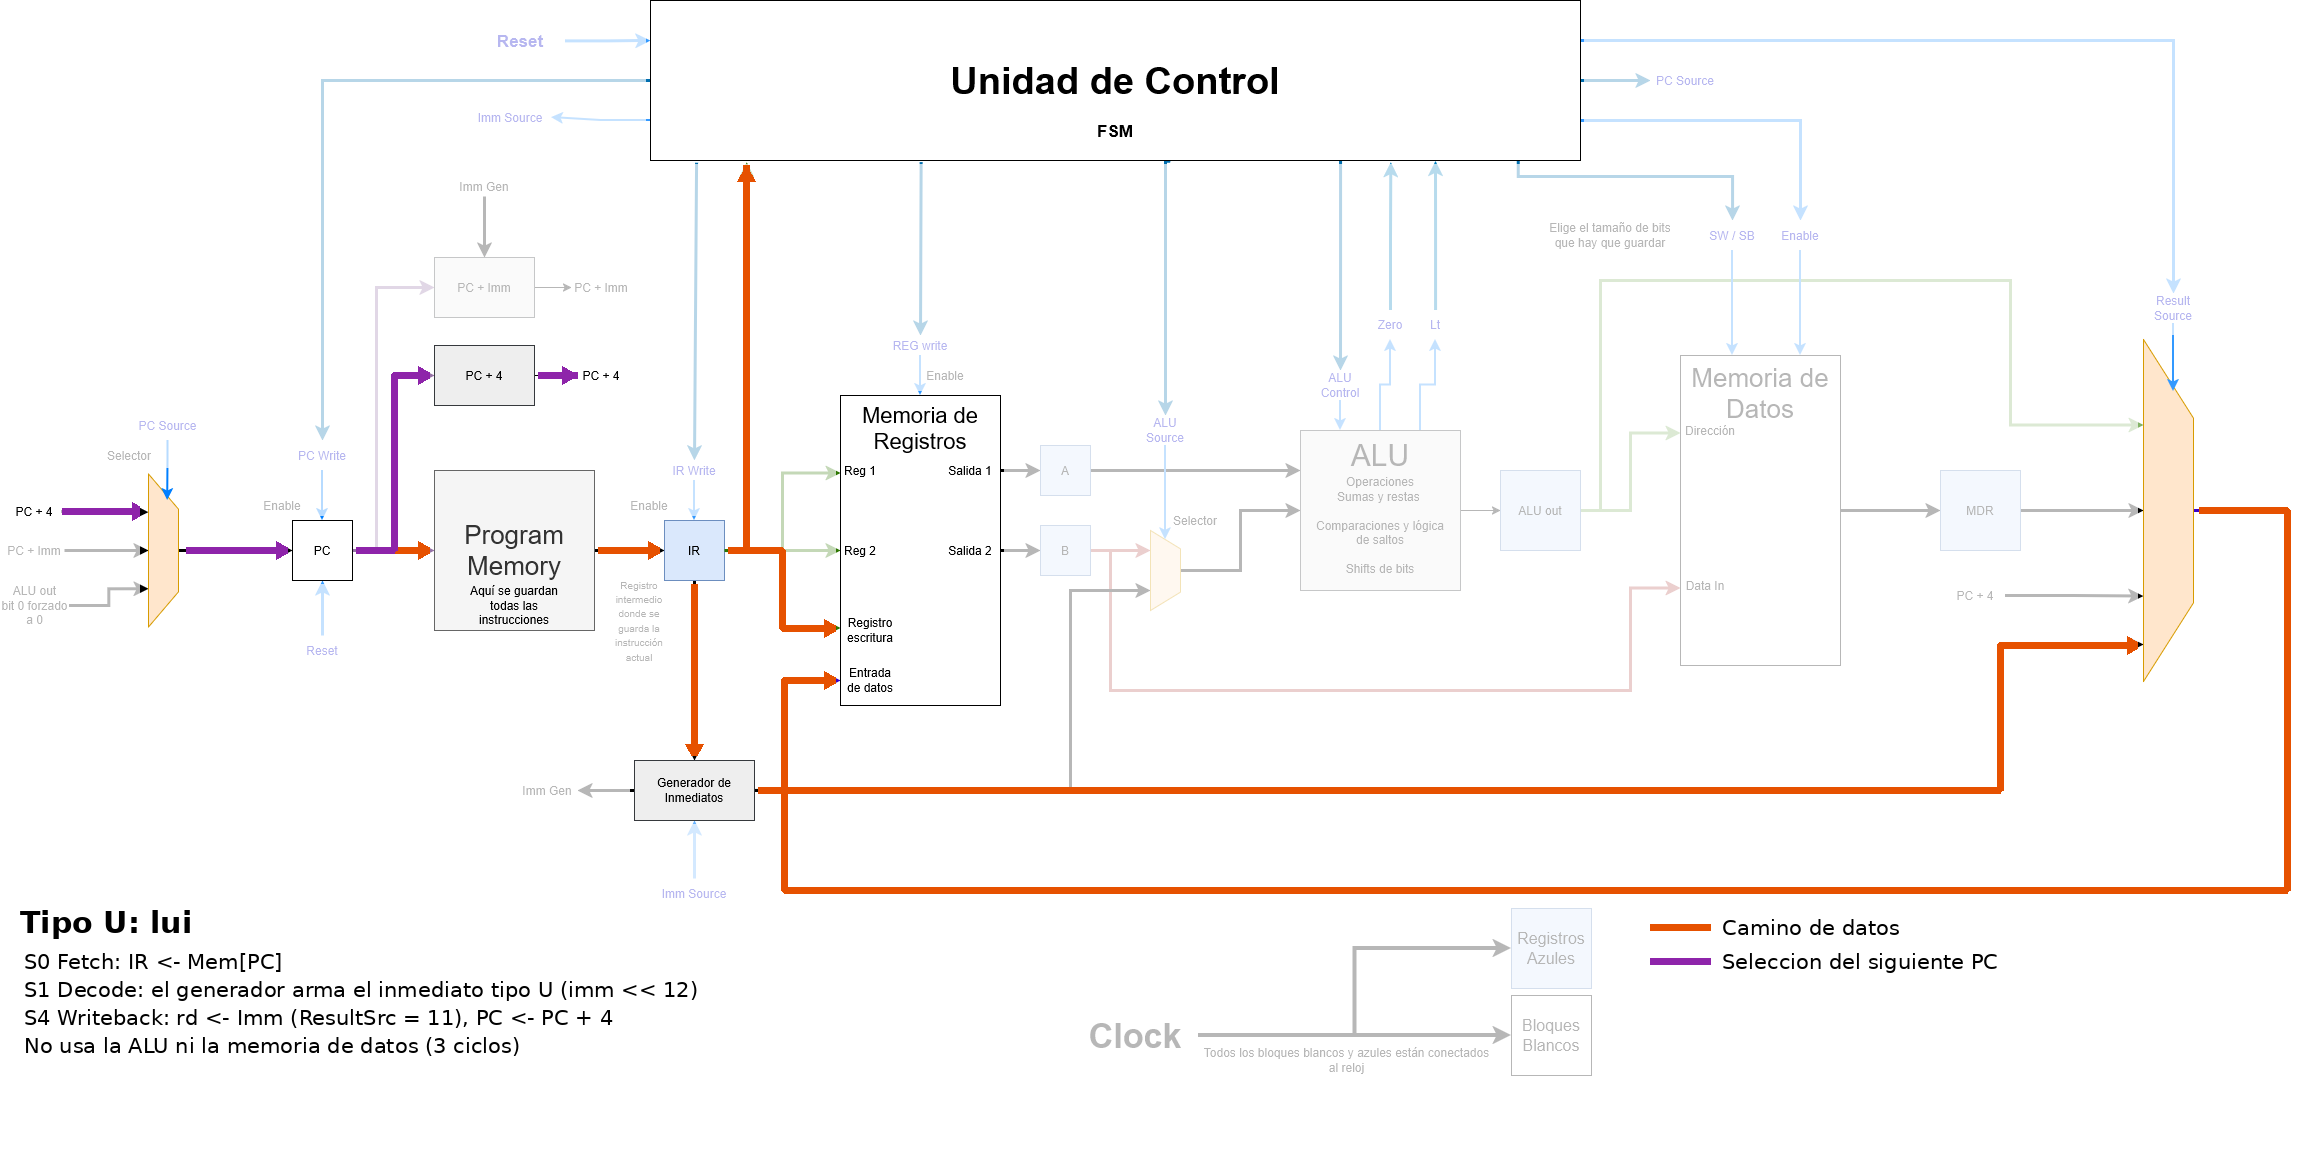 Reset
Unidad de Control
FSM
PC Source
Imm Source
Imm Gen
Elige el tamaño de bits
que hay que guardar
SW / SB
Enable
PC + Imm
PC + Imm
Result
Source
Zero
Lt
REG write
Enable
PC + 4
PC + 4
ALU
Control
Memoria de
Datos
Dirección
Data In
Memoria de
Registros
Reg 1
Salida 1
Reg 2
Salida 2
Registro
escritura
Entrada
de datos
PC Source
Selector
PC Write
Enable
IR Write
Enable
ALU
Source
Selector
A
B
ALU
Operaciones
Sumas y restas
Comparaciones y lógica
de saltos
Shifts de bits
ALU out
MDR
PC + 4
PC + 4
PC + Imm
ALU out
bit 0 forzado
a 0
PC
Reset
Program
Memory
Aquí se guardan
todas las
instrucciones
IR
Registro
intermedio
donde se
guarda la
instrucción
actual
Imm Gen
Generador de
Inmediatos
Imm Source
Tipo U: lui
S0 Fetch: IR <- Mem[PC]
S1 Decode: el generador arma el inmediato tipo U (imm << 12)
S4 Writeback: rd <- Imm (ResultSrc = 11), PC <- PC + 4
No usa la ALU ni la memoria de datos (3 ciclos)
Clock
Todos los bloques blancos y azules están conectados
al reloj
Registros
Azules
Bloques
Blancos
Camino de datos
Seleccion del siguiente PC